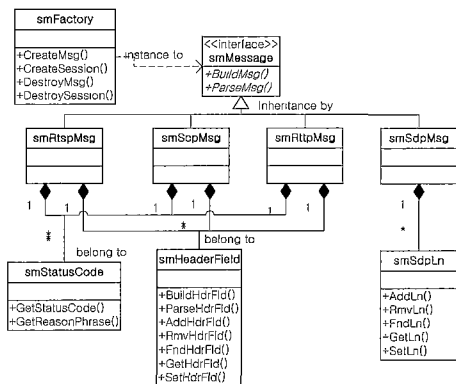 smFactory
+CreateMsg()
+CreateSession()
+DestroyMsg()
+DestroySession()
instance to
<<interface>>
smMessage
+BuildMsg()
+ParseMsg()
Inheritance by
smRtspMsg
smScpMsg
smRttpMsg
smSdpMsg
1 1 1 1 1 1 1
* * *
belong to
belong to
smStatusCode
+GetStatusCode()
+GetReasonPhrase()
smHeaderField
+BuildHdrFld()
+ParseHdrFld()
+AddHdrFld()
+RmvHdrFld()
+FndHdrFld()
+GetHdrFld()
+SetHdrFld()
smSdpLn
+AddLn()
+RmvLn()
+FndLn()
+GetLn()
+SetLn()